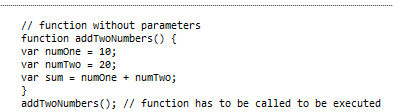 // function without parameters
function addTwoNumbers() {
var numOne = 10;
var numTwo = 20;
var sum = numOne + numTwo;
}
addTwoNumbers(); // function has to be called to be executed